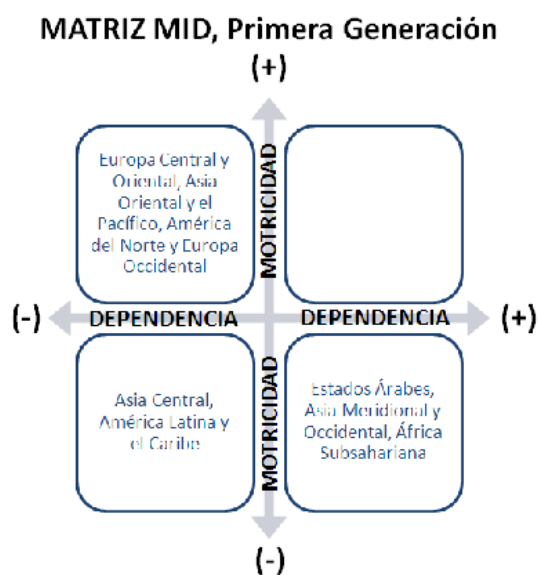 MATRIZ MID, Primera Generación
(+)
Europa Central y
Oriental, Asia
Oriental y el
Pacífico, América
del Norte y Europa
Occidental
MOTRICIDAD
(-)
DEPENDENCIA
DEPENDENCIA
(+)
Asia Central,
América Latina y
el Caribe
MOTRICIDAD
Estados Árabes,
Asia Meridional y
Occidental, África
Subsahariana
(-)